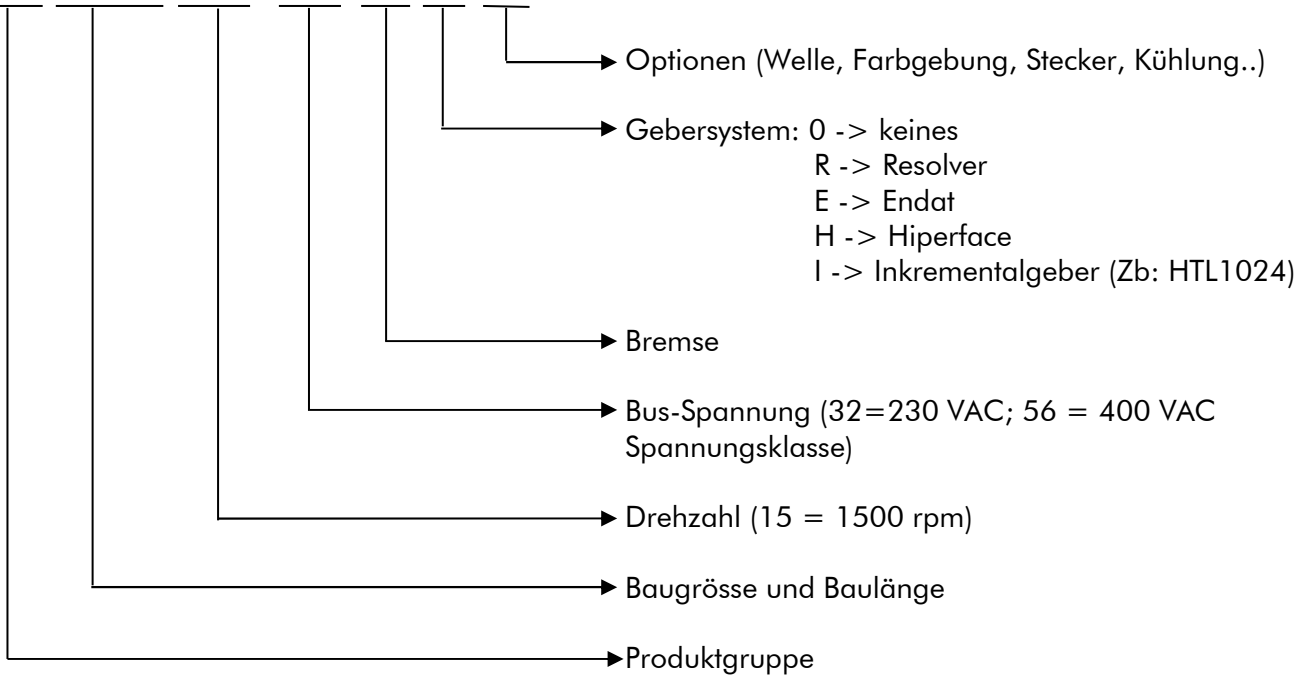 Optionen (Welle, Farbgebung, Stecker, Kühlung..)
Gebersystem: 0 -> keines
R -> Resolver
E -> Endat
H -> Hiperface
I -> Inkrementalgeber (Zb: HTL1024)
Bremse
Bus-Spannung (32=230 VAC; 56 = 400 VAC
Spannungsklasse)
Drehzahl (15 = 1500 rpm)
Baugrösse und Baulänge
Produktgruppe